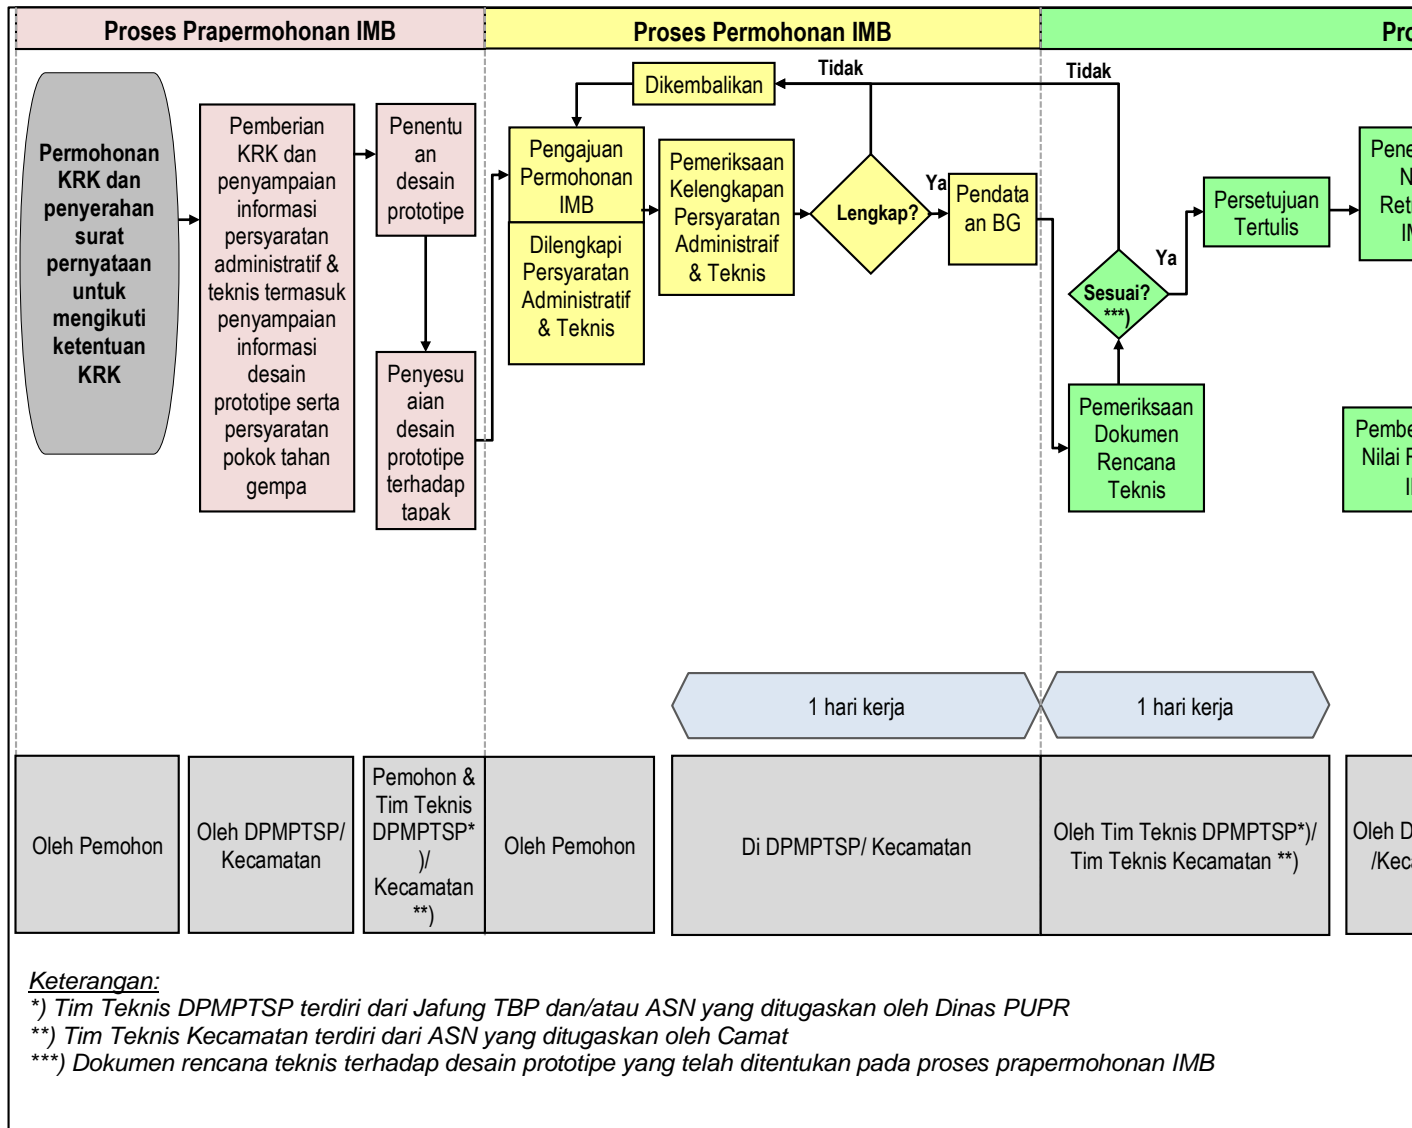 Proses Prapermohonan IMB
Proses Permohonan IMB
Permohonan
KRK dan
penyerahan
surat
pernyataan
untuk
mengikuti
ketentuan
KRK
Pemberian
KRK dan
penyampaian
informasi
persyaratan
administratif &
teknis termasuk
penyampaian
informasi
desain
prototipe serta
persyaratan
pokok tahan
gempa
Penentu
an
desain
prototipe
Penyesu
aian
desain
prototipe
terhadap
tapak
Dikembalikan
Tidak
Pengajuan
Permohonan
IMB
Dilengkapi
Persyaratan
Administratif
& Teknis
Pemeriksaan
Kelengkapan
Persyaratan
Administraif
& Teknis
Lengkap?
Ya
Pendata
an BG
Tidak
Sesuai?
***)
Ya
Pemeriksaan
Dokumen
Rencana
Teknis
Persetujuan
Tertulis
1 hari kerja
1 hari kerja
Oleh Pemohon
Oleh DPMPTSP/
Kecamatan
Pemohon &
Tim Teknis
DPMPTSP*
)/
Kecamatan
**)
Oleh Pemohon
Di DPMPTSP/ Kecamatan
Oleh Tim Teknis DPMPTSP*)/
Tim Teknis Kecamatan **)
Oleh
Keterangan:
*) Tim Teknis DPMPTSP terdiri dari Jafung TBP dan/atau ASN yang ditugaskan oleh Dinas PUPR
**) Tim Teknis Kecamatan terdiri dari ASN yang ditugaskan oleh Camat
***) Dokumen rencana teknis terhadap desain prototipe yang telah ditentukan pada proses prapermohonan IMB